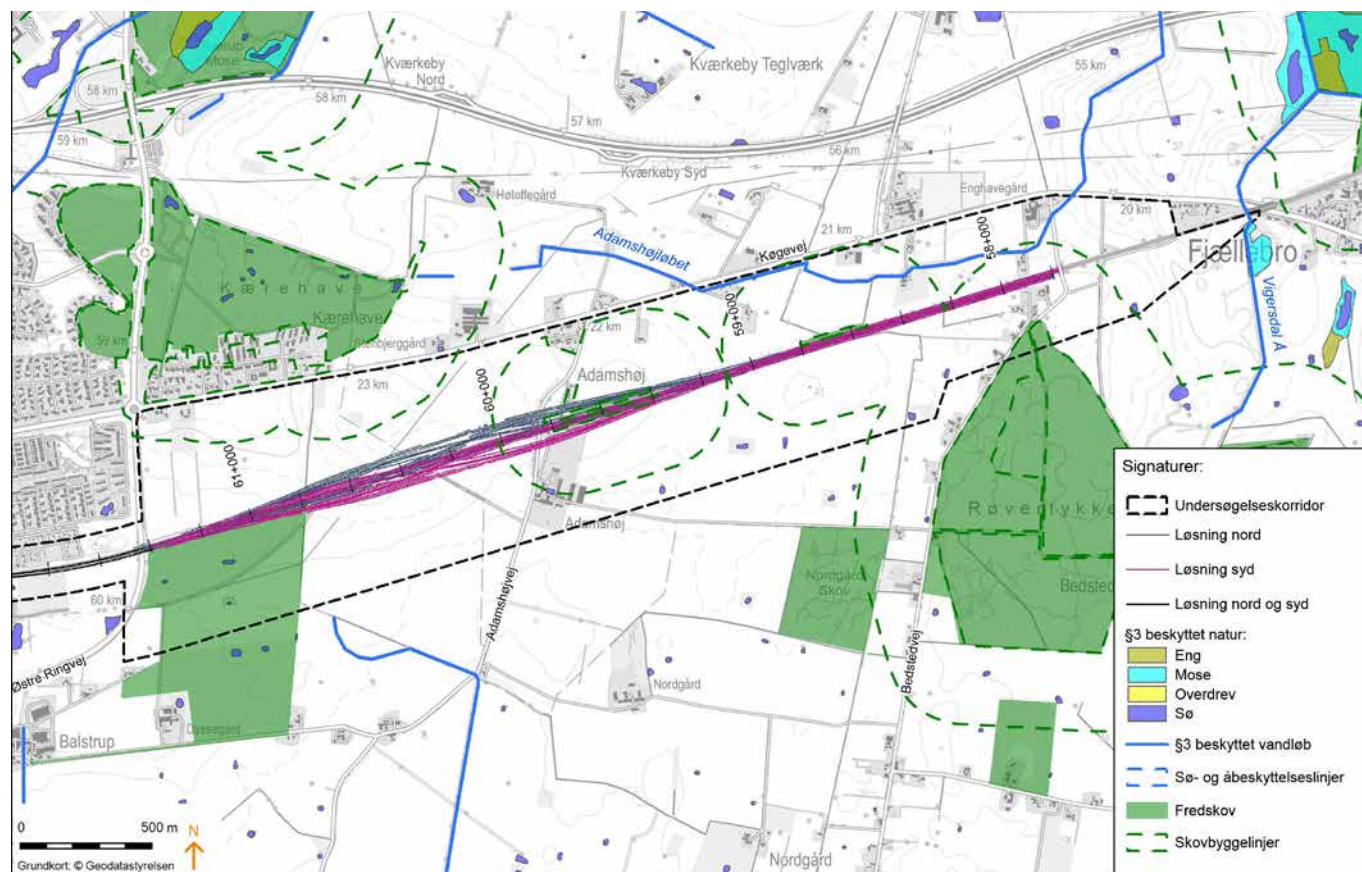 Kværkeby
Nord
Kværkeby Teglværk
Mose
58 km
58 km
59 km
57 km
56 km
55 km
Kværkeby Syd
Høtoftegård
Enghavegård
20 km
21 km
Køgevej
Adamshøjløbet
58+000
Fjællebro
Vigersdal Å
Kærehave
Kærehave
59 km
Stenbjerggård
22 km
23 km
59+000
60+000
Adamshøj
61+000
Adamshøj
Adamshøjvej
Nordgård
Skov
Bedstedvej
60 km
Østre Ringvej
Balstrup
Nordgård
Nordgård
0 500 m
N
Grundkort: © Geodatastyrelsen
Signaturer:
Undersøgelseskorridor
Løsning nord
Løsning syd
Løsning nord og syd
§3 beskyttet natur:
Eng
Mose
Overdrev
Sø
§3 beskyttet vandløb
Sø- og åbeskyttelseslinjer
Fredskov
Skovbyggelinjer